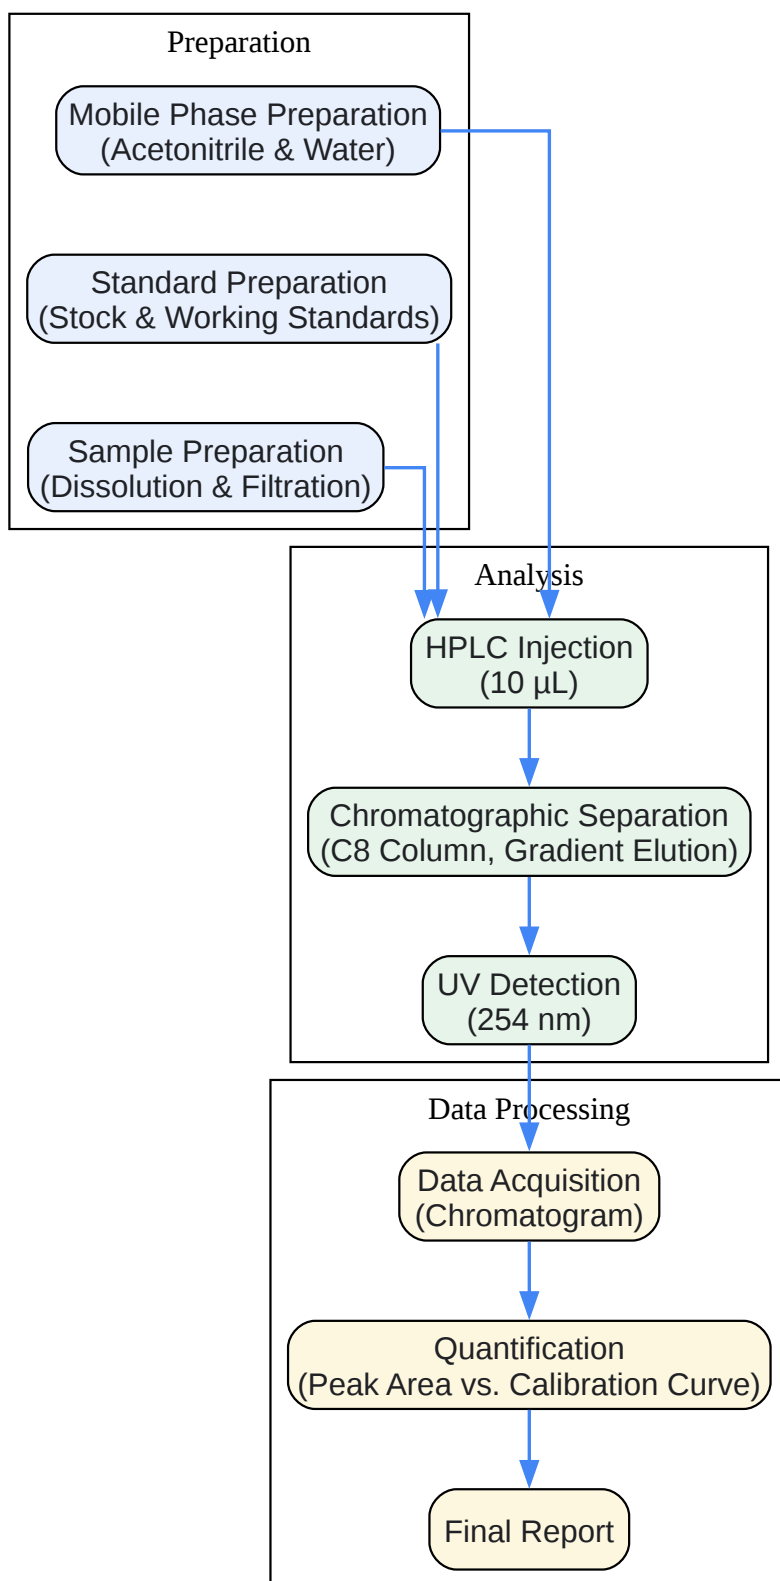 Preparation
Mobile Phase Preparation
(Acetonitrile & Water)
Standard Preparation
(Stock & Working Standards)
Sample Preparation
(Dissolution & Filtration)
Analysis
HPLC Injection
(10 µL)
Chromatographic Separation
(C8 Column, Gradient Elution)
UV Detection
(254 nm)
Data Processing
Data Acquisition
(Chromatogram)
Quantification
(Peak Area vs. Calibration Curve)
Final Report